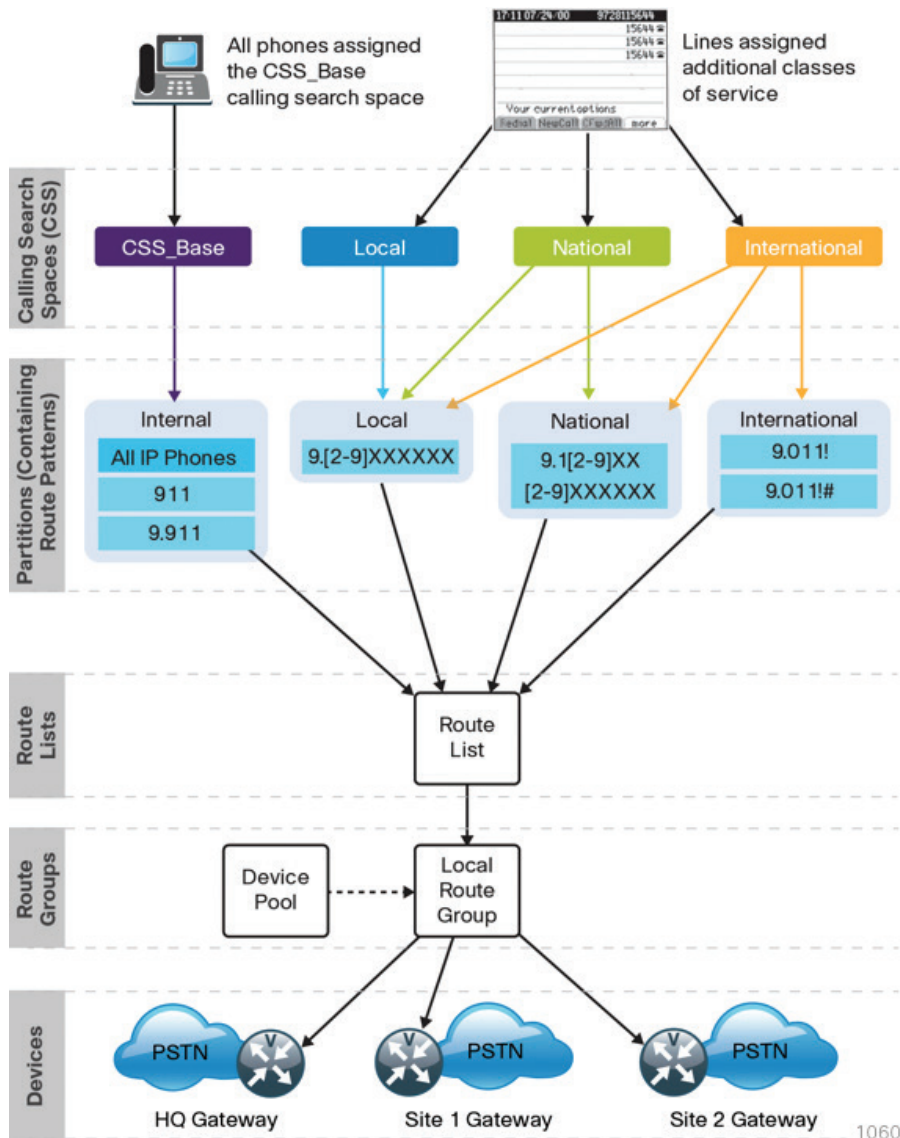 All phones assigned
the CSS_Base
calling search space
17:11 07/24/00 9728115644
15644
15644
15644
Your current options
Redial NewCall CFwdAll more
Lines assigned
additional classes
of service
Calling Search
Spaces (CSS)
CSS_Base
Local
National
International
Partitions (Containing
Route Patterns)
Internal
All IP Phones
911
9.911
Local
9.[2-9]XXXXXX
National
9.1[2-9]XX
[2-9]XXXXXX
International
9.011!
9.011!#
Route
Lists
Route
List
Route
Groups
Device
Pool
Local
Route
Group
Devices
PSTN
V
HQ Gateway
V
PSTN
Site 1 Gateway
V
PSTN
Site 2 Gateway
1060